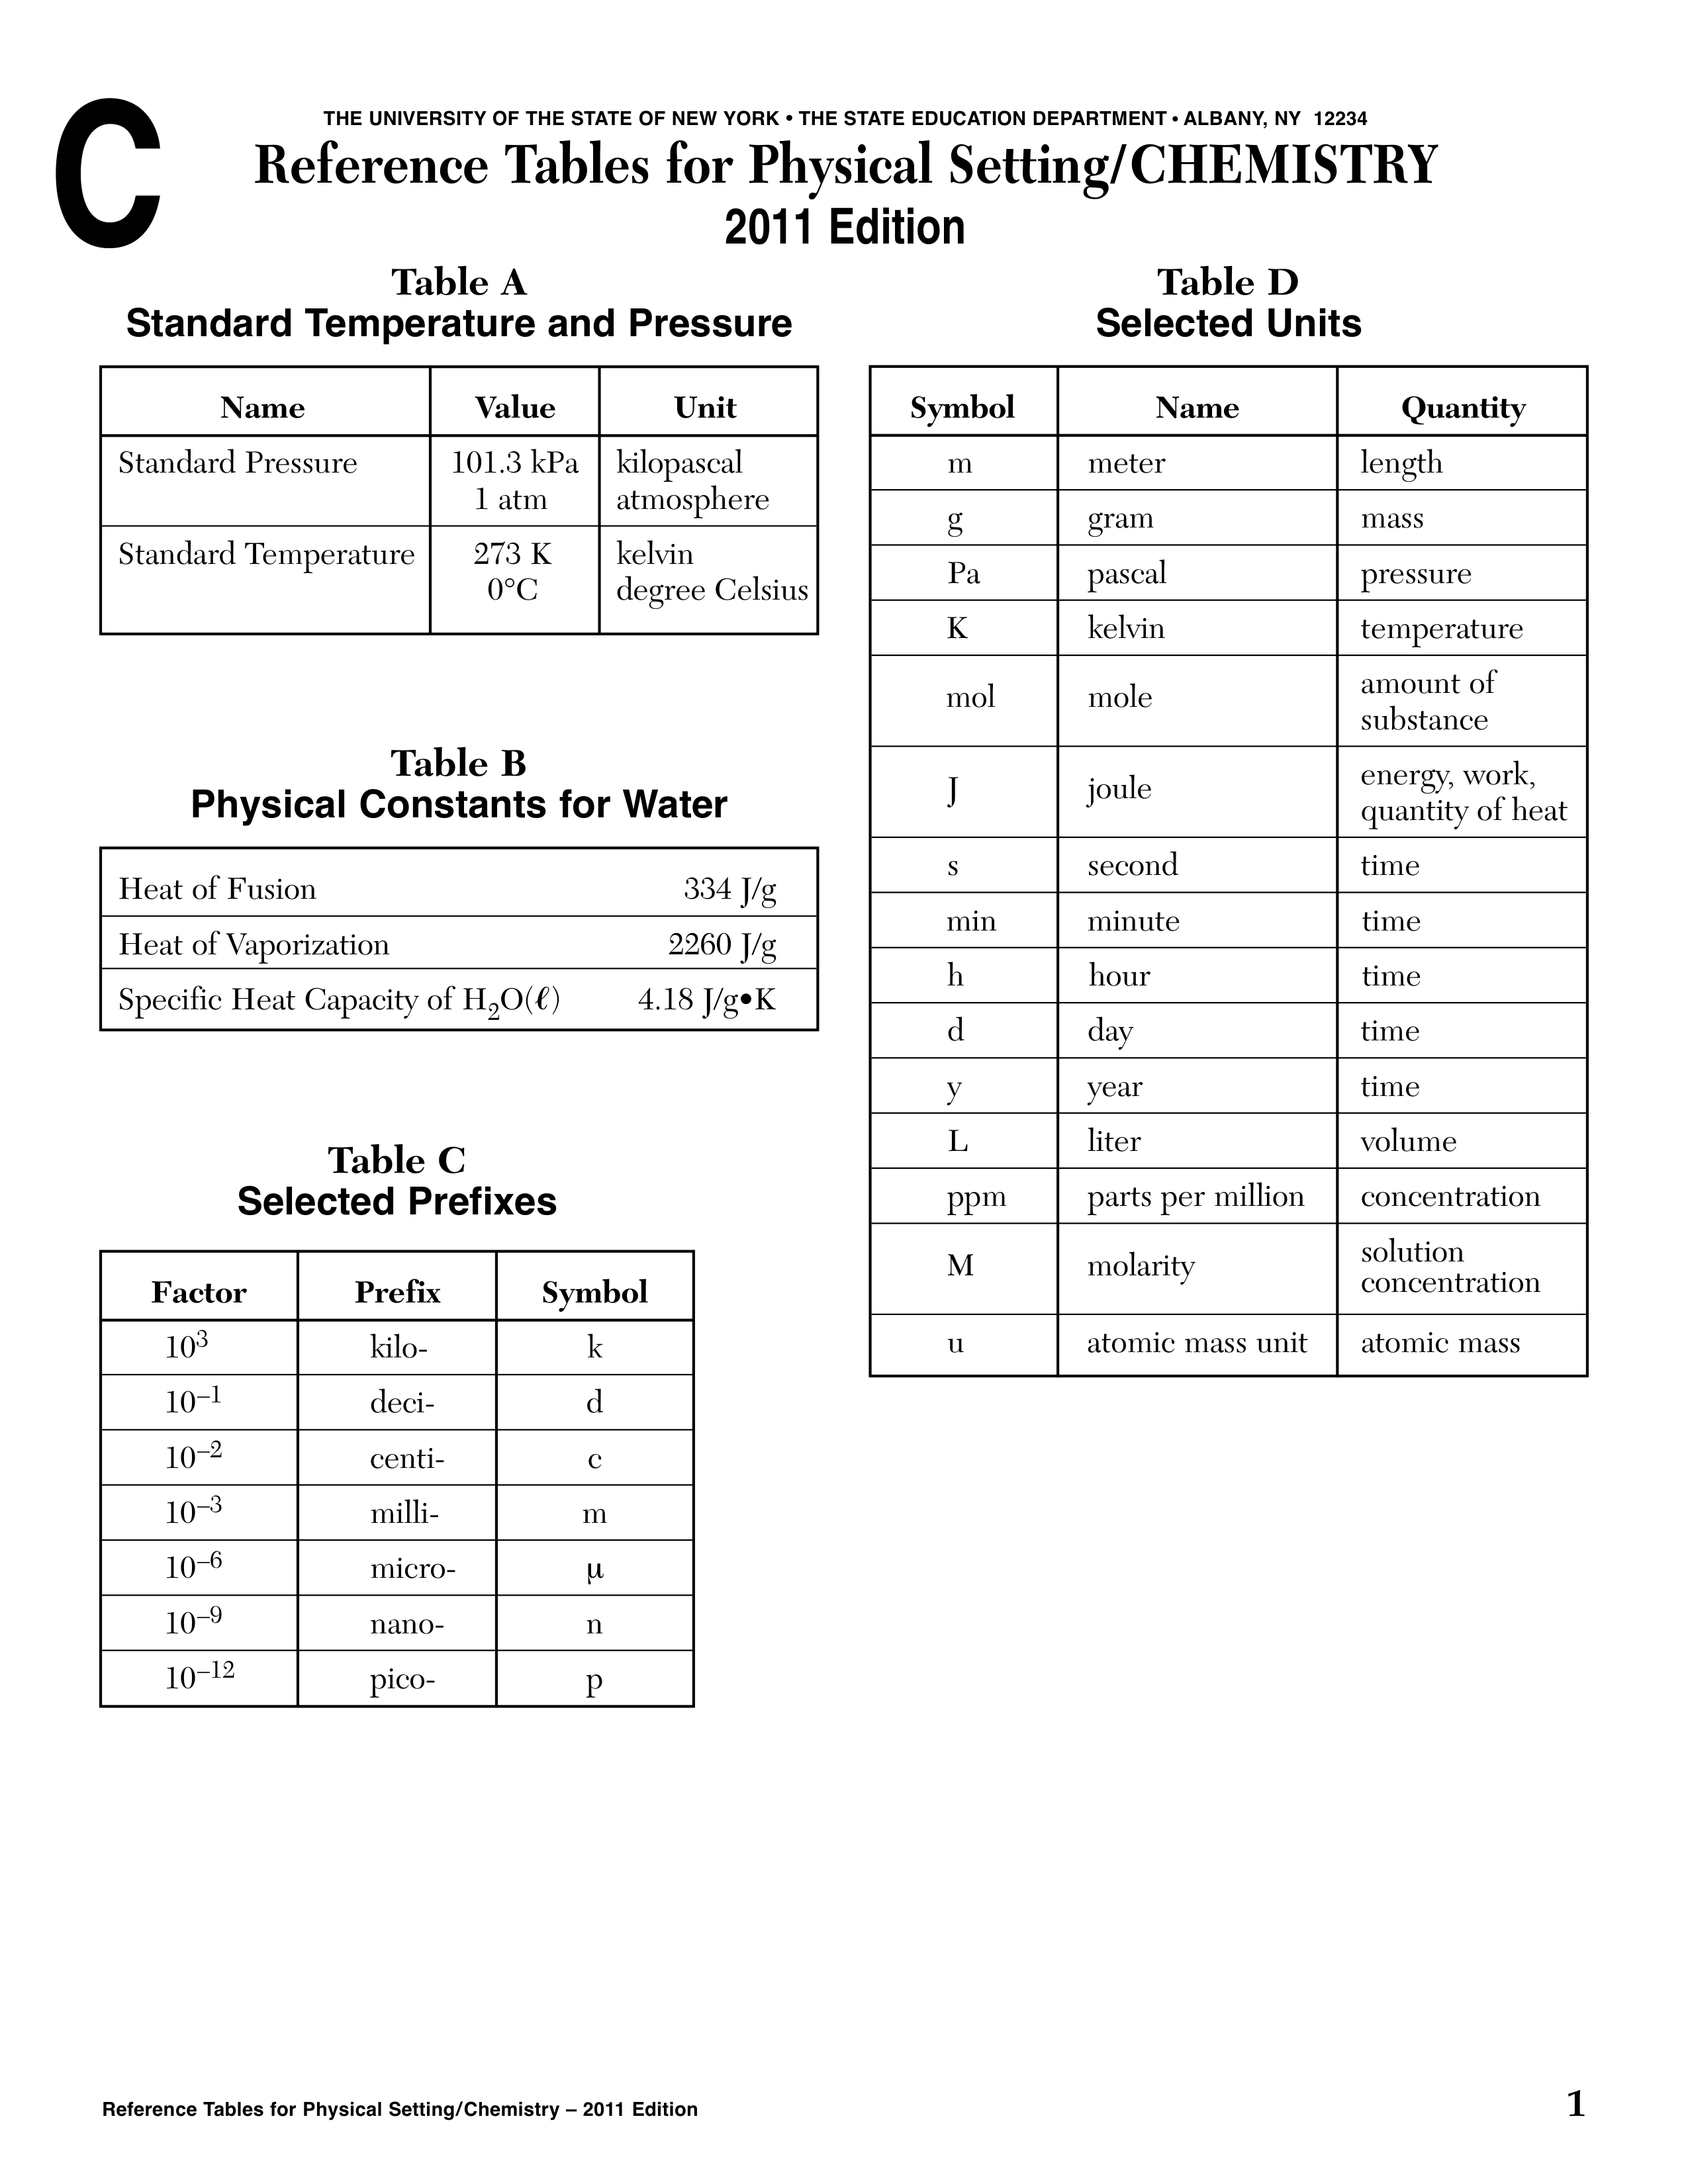 C
THE UNIVERSITY OF THE STATE OF NEW YORK • THE STATE EDUCATION DEPARTMENT • ALBANY, NY 12234
Reference Tables for Physical Setting/CHEMISTRY
2011 Edition
Table A
Standard Temperature and Pressure
Name Value Unit
Standard Pressure 101.3 kPa kilopascal
1 atm atmosphere
Standard Temperature 273 K kelvin
0°C degree Celsius
Table B
Physical Constants for Water
Heat of Fusion 334 J/g
Heat of Vaporization 2260 J/g
Specific Heat Capacity of H₂O(ℓ) 4.18 J/g•K
Table C
Selected Prefixes
Factor Prefix Symbol
10³ kilo- k
10⁻¹ deci- d
10⁻² centi- c
10⁻³ milli- m
10⁻⁶ micro- μ
10⁻⁹ nano- n
10⁻¹² pico- p
Table D
Selected Units
Symbol Name Quantity
m meter length
g gram mass
Pa pascal pressure
K kelvin temperature
mol mole amount of
substance
J joule energy, work,
quantity of heat
s second time
min minute time
h hour time
d day time
y year time
L liter volume
ppm parts per million concentration
M molarity solution
concentration
u atomic mass unit atomic mass
Reference Tables for Physical Setting/Chemistry – 2011 Edition 1